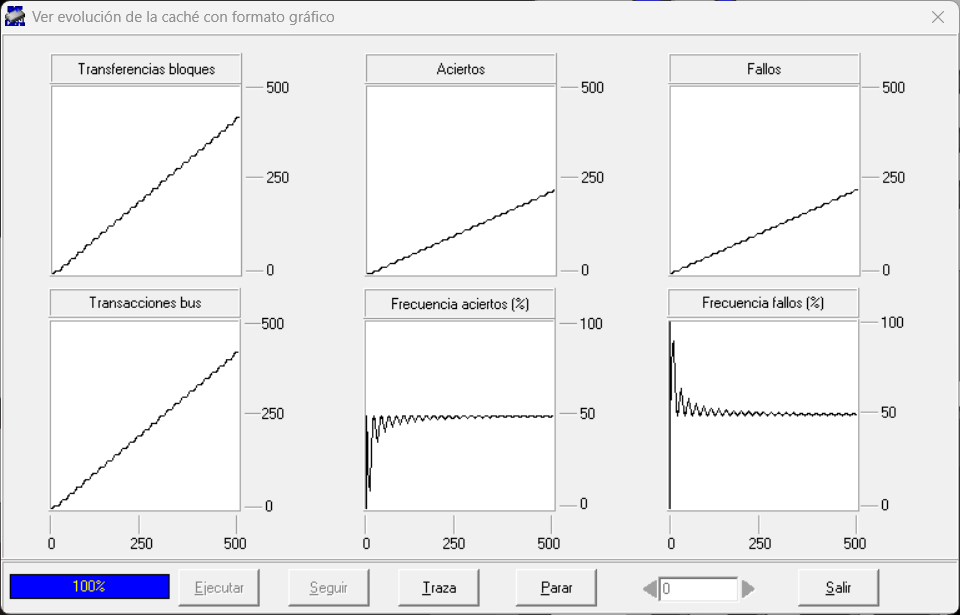 Ver evolución de la caché con formato gráfico
Transferencias bloques
500
250
0
Aciertos
500
250
0
Fallos
500
250
0
Transacciones bus
500
250
0
0 250 500
Frecuencia aciertos (%)
100
50
0
0 250 500
Frecuencia fallos (%)
100
50
0
0 250 500
100% Ejecutar Seguir Traza Parar 0 Salir